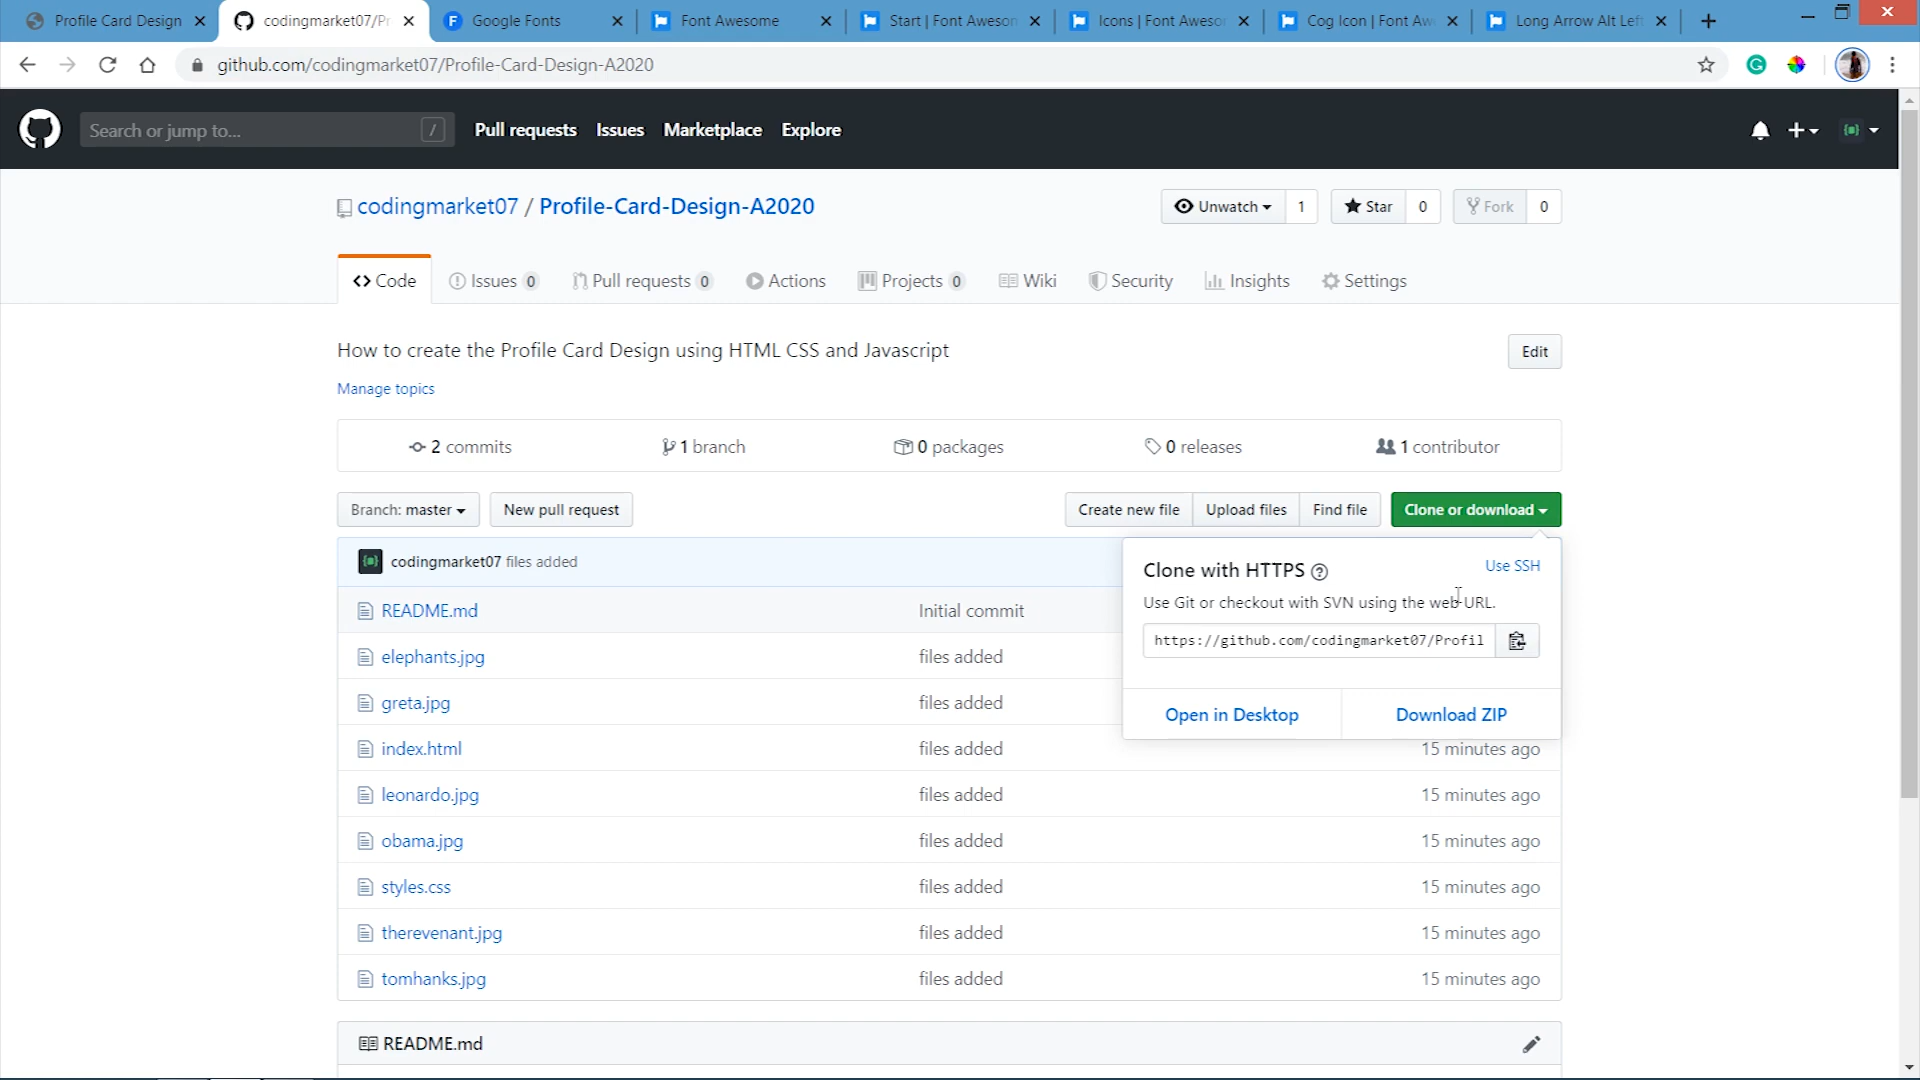 Profile Card Design
codingmarket07/Pr
Google Fonts
Font Awesome
Start | Font Awesom
Icons | Font Aweso
Cog Icon | Font Aw
Long Arrow Alt Left
github.com/codingmarket07/Profile-Card-Design-A2020
Search or jump to...
/
Pull requests
Issues
Marketplace
Explore
codingmarket07 / Profile-Card-Design-A2020
Unwatch 1
Star 0
Fork 0
Code
Issues 0
Pull requests 0
Actions
Projects 0
Wiki
Security
Insights
Settings
How to create the Profile Card Design using HTML CSS and Javascript
Edit
Manage topics
2 commits
1 branch
0 packages
0 releases
1 contributor
Branch: master
New pull request
Create new file
Upload files
Find file
Clone or download
codingmarket07 files added
Clone with HTTPS
Use SSH
Use Git or checkout with SVN using the web URL.
https://github.com/codingmarket07/Profil
Open in Desktop
Download ZIP
README.md Initial commit
elephants.jpg files added
greta.jpg files added
index.html files added 15 minutes ago
leonardo.jpg files added 15 minutes ago
obama.jpg files added 15 minutes ago
styles.css files added 15 minutes ago
therevenant.jpg files added 15 minutes ago
tomhanks.jpg files added 15 minutes ago
README.md